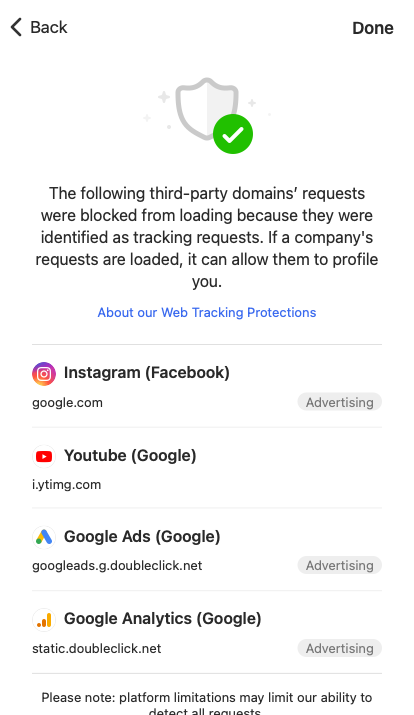 Back
Done
The following third-party domains’ requests
were blocked from loading because they were
identified as tracking requests. If a company's
requests are loaded, it can allow them to profile
you.
About our Web Tracking Protections
Instagram (Facebook)
google.com
Advertising
Youtube (Google)
i.ytimg.com
Google Ads (Google)
googleads.g.doubleclick.net
Advertising
Google Analytics (Google)
static.doubleclick.net
Advertising
Please note: platform limitations may limit our ability to
detect all requests